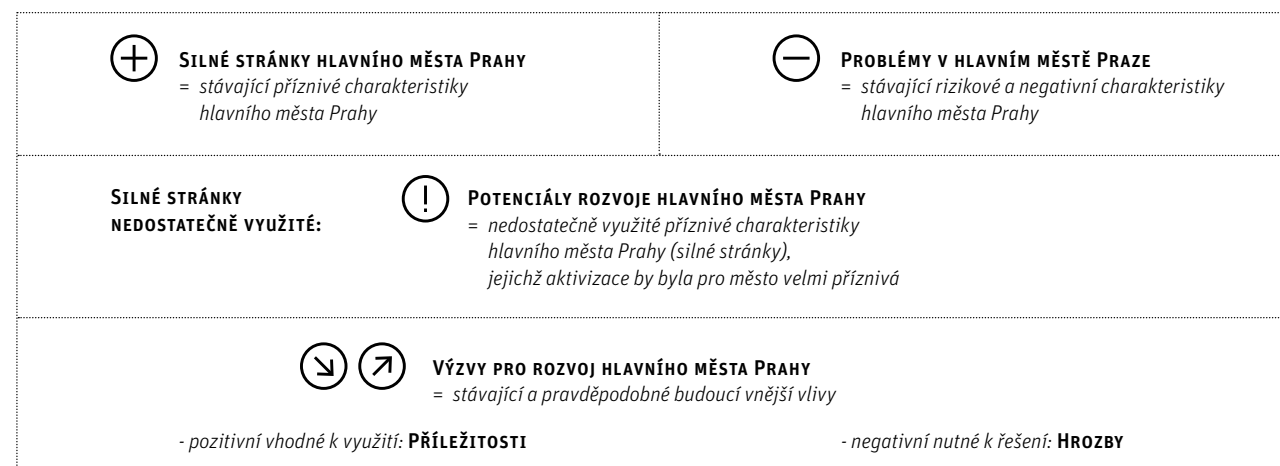 Silné stránky hlavního města Prahy
= stávající příznivé charakteristiky
hlavního města Prahy
Problémy v hlavním městě Praze
= stávající rizikové a negativní charakteristiky
hlavního města Prahy
Silné stránky
nedostatečně využité:
Potenciály rozvoje hlavního města Prahy
= nedostatečně využité příznivé charakteristiky
hlavního města Prahy (silné stránky),
jejichž aktivizace by byla pro město velmi příznivá
Výzvy pro rozvoj hlavního města Prahy
= stávající a pravděpodobné budoucí vnější vlivy
- pozitivní vhodné k využití: Příležitosti
- negativní nutné k řešení: Hrozby